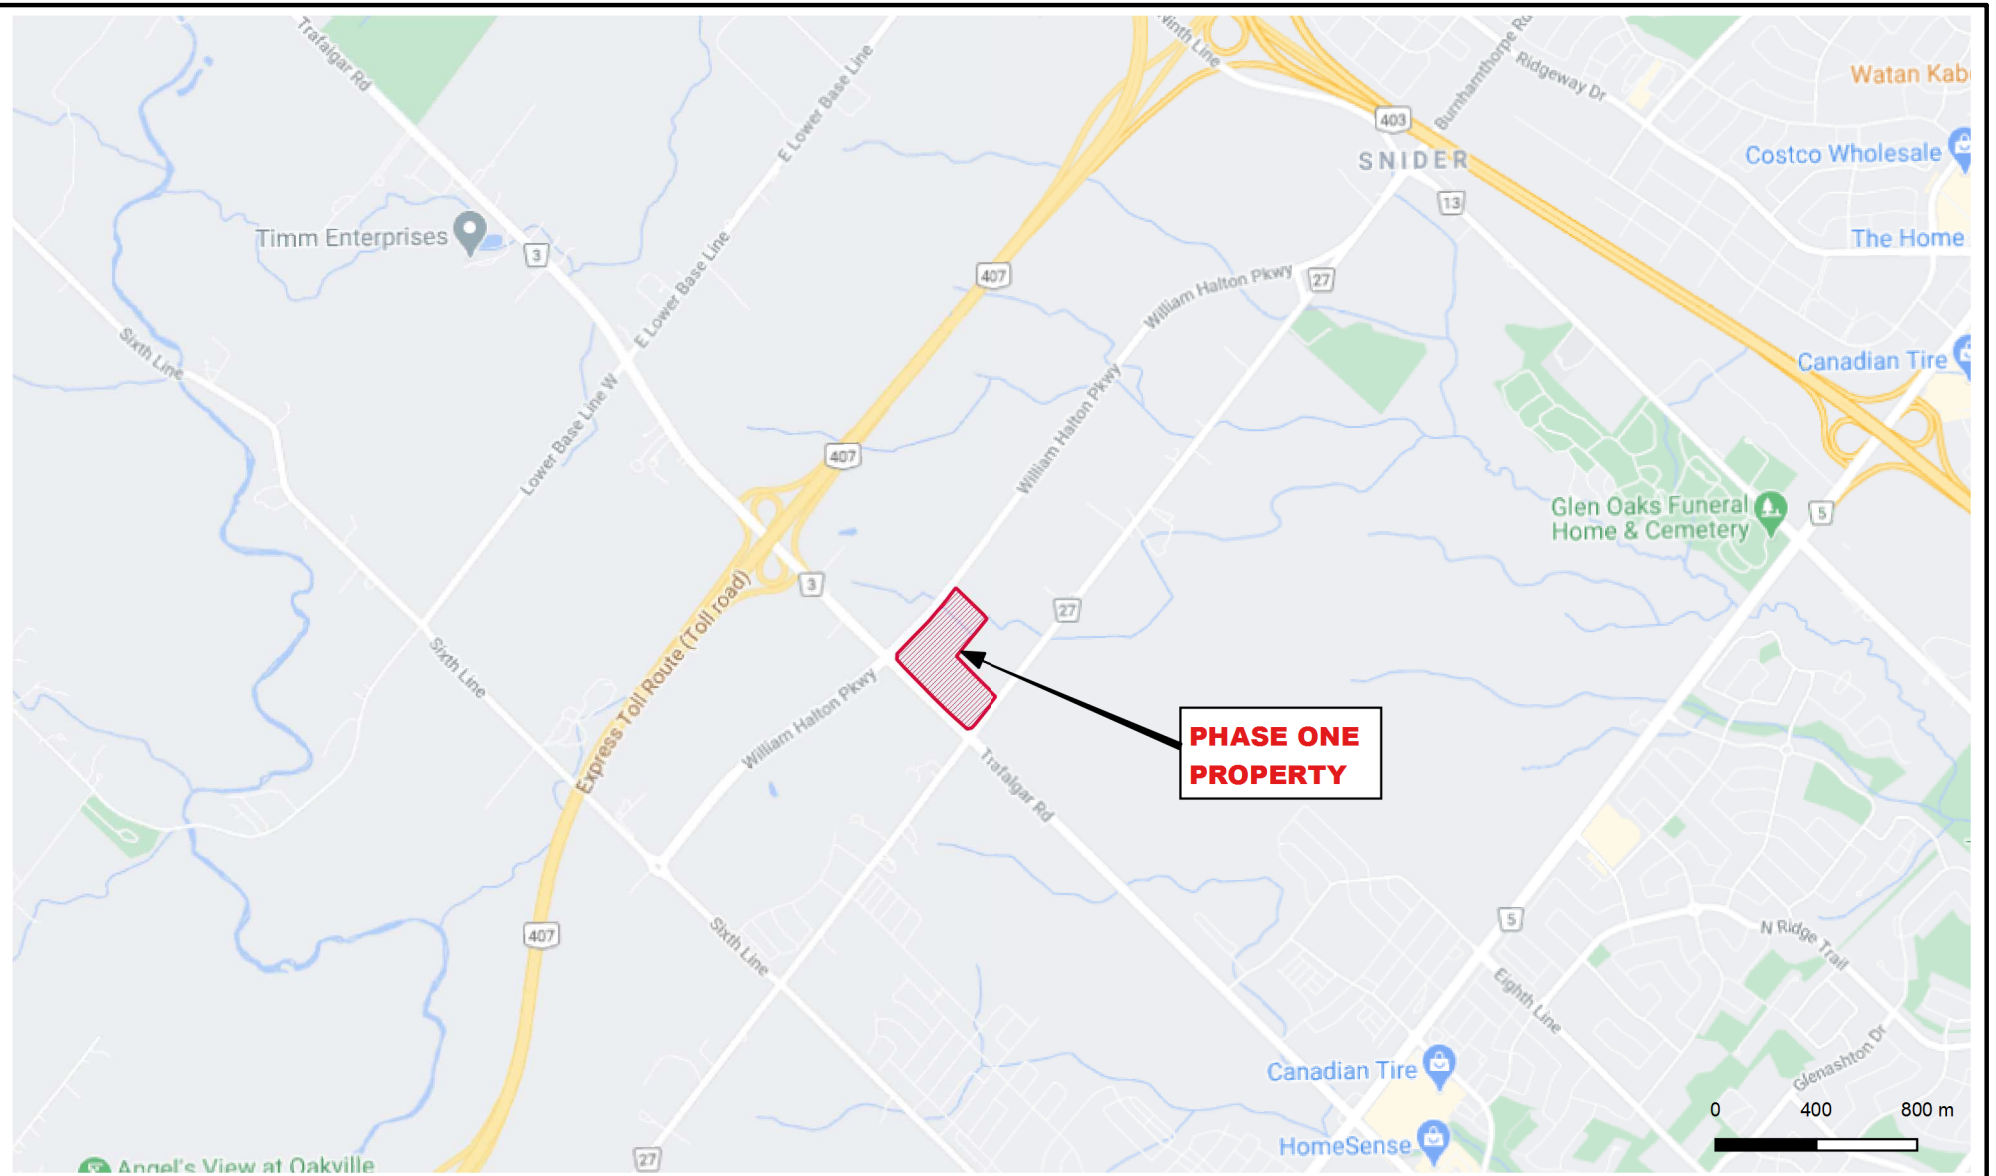 Trafalgar Rd
Ninth Line
Burnhamthorpe Rd
Ridgeway Dr
Watan Kab
E Lower Base Line
403
Costco Wholesale
SNIDER
13
Timm Enterprises
3
The Home
E Lower Base Line
407
William Halton Pkwy
27
Sixth Line
Canadian Tire
Lower Base Line W
William Halton Pkwy
407
Glen Oaks Funeral
Home & Cemetery
5
3
27
Express Toll Route (Toll road)
Sixth Line
William Halton Pkwy
PHASE ONE
PROPERTY
Trafalgar Rd
407
Sixth Line
5
N Ridge Trail
Eighth Line
Glenashton Dr
Canadian Tire
0 400 800 m
HomeSense
27
Angel's View at Oakville